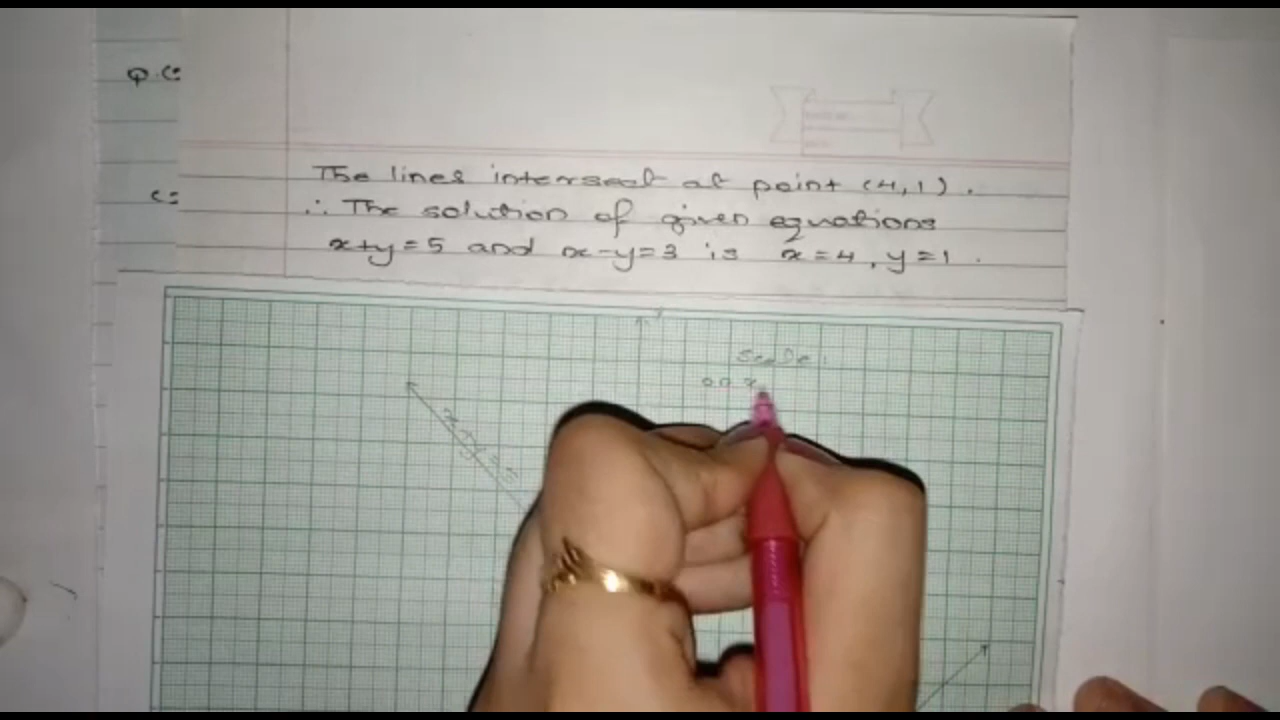 Q.
The lines intersect at point (4,1).
∴ The solution of given equations
x+y=5 and x-y=3 is x=4, y=1.
Y
Scale:
x+y=5